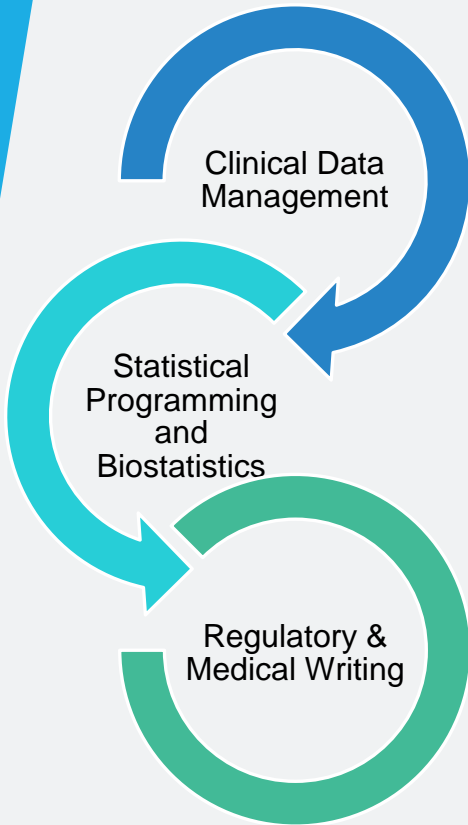 Clinical Data
Management
Statistical
Programming
and
Biostatistics
Regulatory &
Medical Writing